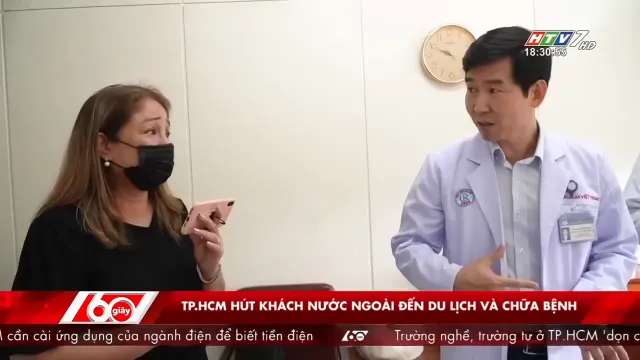 HTV7 HD
18:30:55
60 giây
TP.HCM HÚT KHÁCH NƯỚC NGOÀI ĐẾN DU LỊCH VÀ CHỮA BỆNH
M cần cài ứng dụng của ngành điện để biết tiền điện Trường nghề, trường tư ở TP.HCM 'dọn c